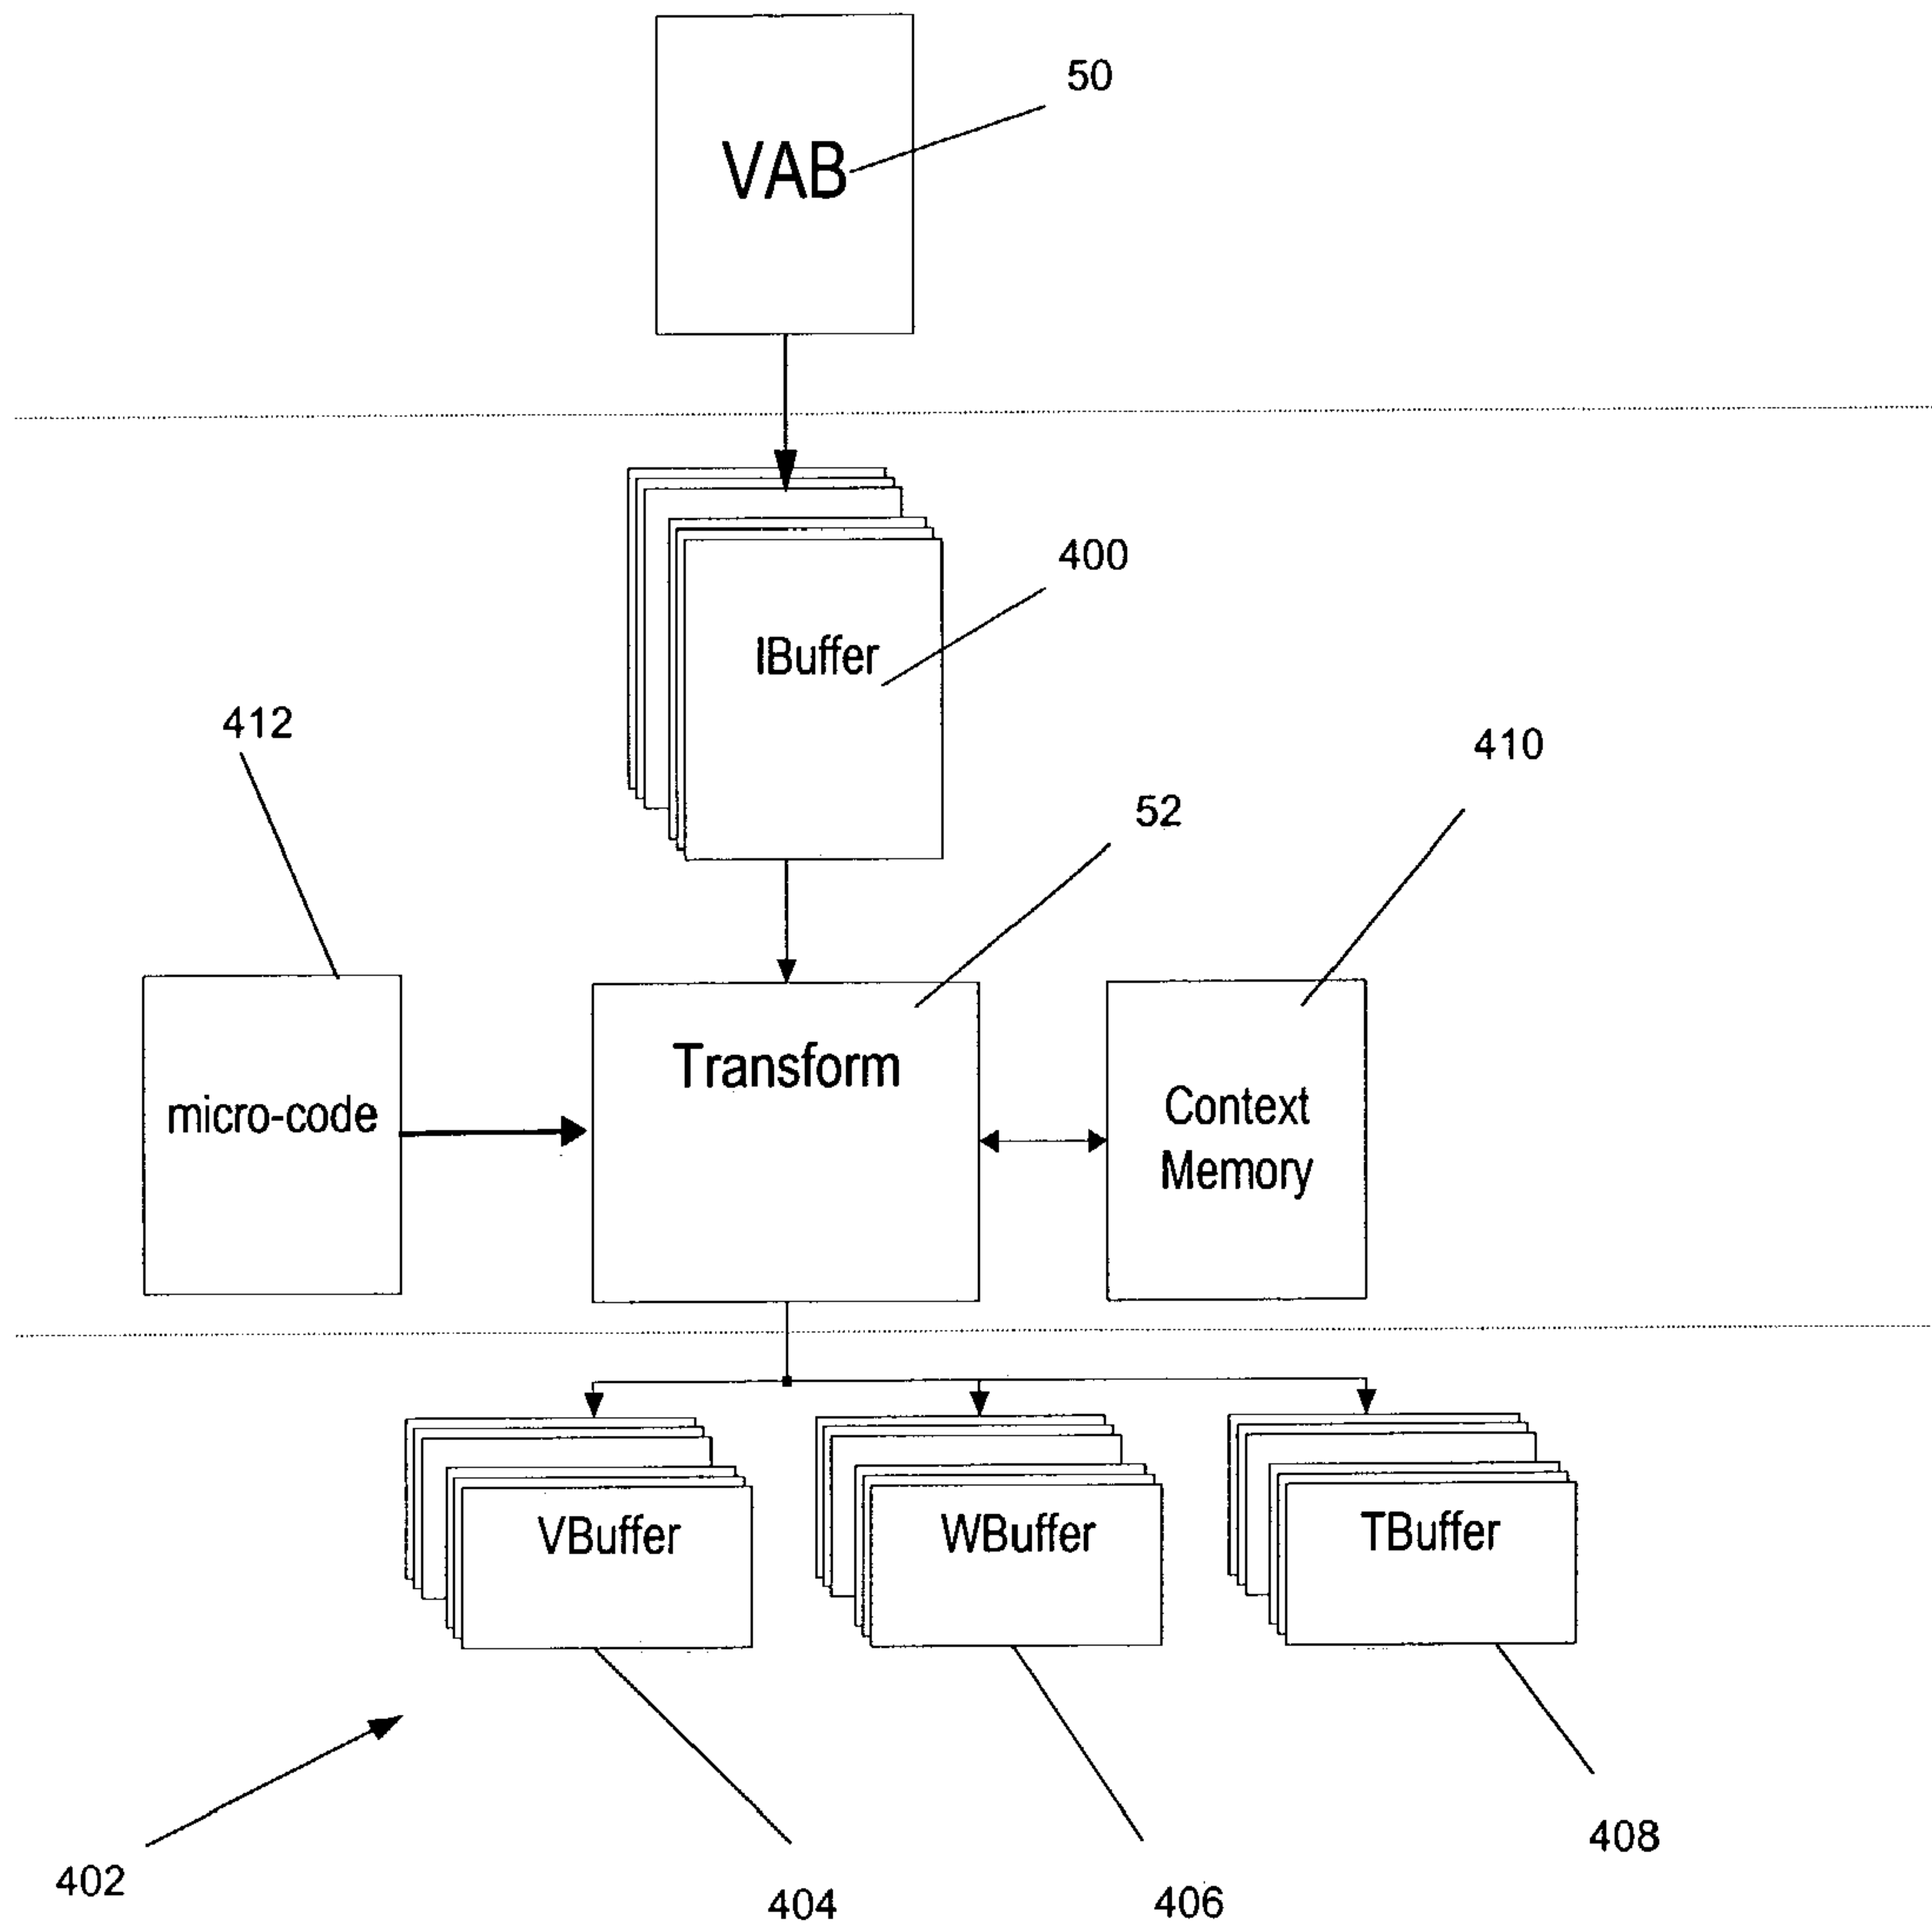 50
VAB
400
IBuffer
412
410
52
Transform
micro-code
Context
Memory
VBuffer
WBuffer
TBuffer
402
404
406
408